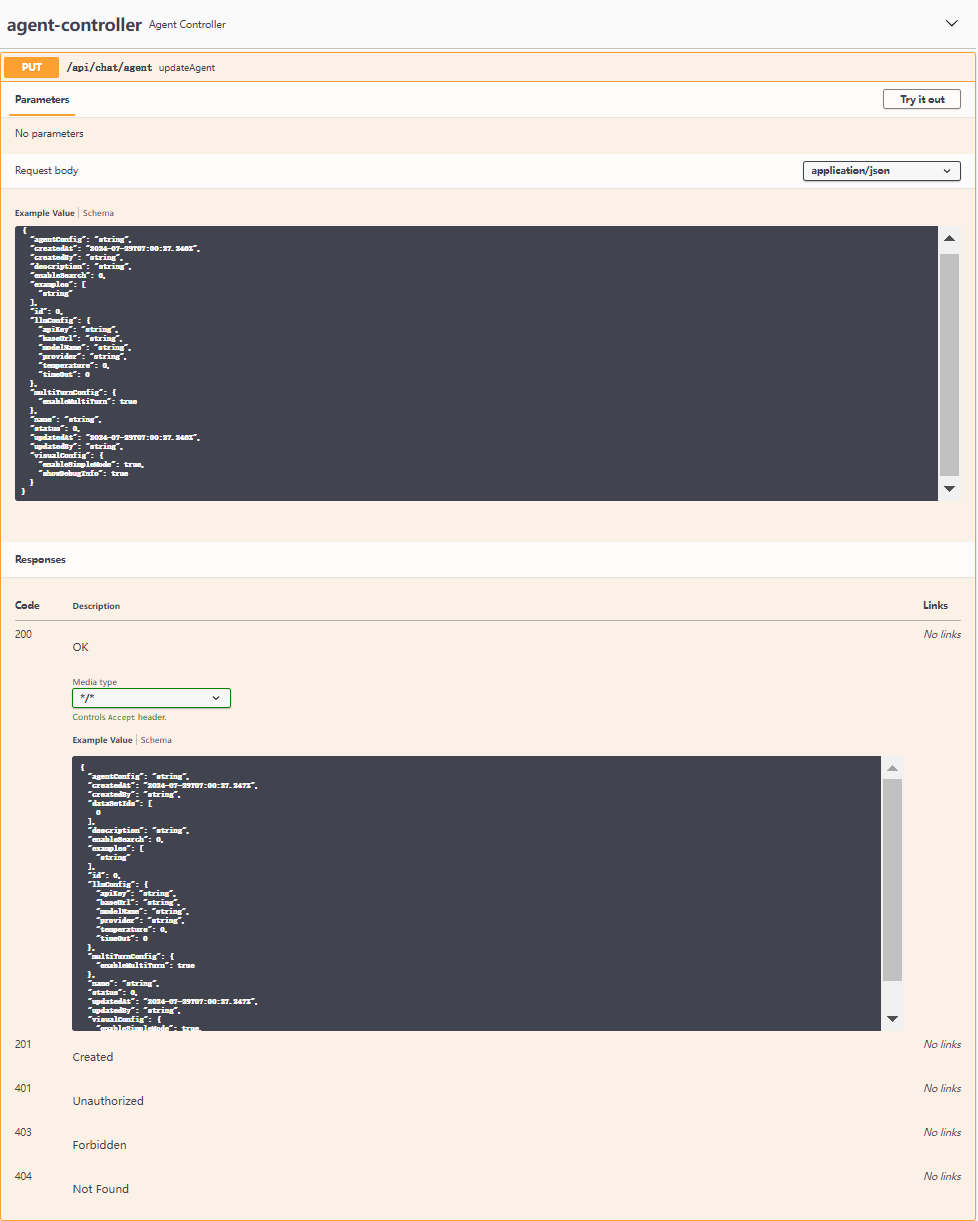 agent-controller Agent Controller
PUT /api/chat/agent updateAgent
Parameters
Try it out
No parameters
Request body
application/json
Example Value | Schema
{
"agentConfig": "string",
"createdAt": "2024-07-29T07:00:27.246Z",
"createdBy": "string",
"description": "string",
"enableSearch": 0,
"examples": [
"string"
],
"id": 0,
"llmConfig": {
"apiKey": "string",
"baseUrl": "string",
"modelName": "string",
"provider": "string",
"temperature": 0,
"timeOut": 0
},
"multiTurnConfig": {
"enableMultiTurn": true
},
"name": "string",
"status": 0,
"updatedAt": "2024-07-29T07:00:27.246Z",
"updatedBy": "string",
"visualConfig": {
"enableSimpleMode": true,
"showDebugInfo": true
}
}
Responses
Code Description Links
200 No links
OK
Media type
*/*
Controls Accept header.
Example Value | Schema
{
"agentConfig": "string",
"createdAt": "2024-07-29T07:00:27.247Z",
"createdBy": "string",
"dataSetIds": [
0
],
"description": "string",
"enableSearch": 0,
"examples": [
"string"
],
"id": 0,
"llmConfig": {
"apiKey": "string",
"baseUrl": "string",
"modelName": "string",
"provider": "string",
"temperature": 0,
"timeOut": 0
},
"multiTurnConfig": {
"enableMultiTurn": true
},
"name": "string",
"status": 0,
"updatedAt": "2024-07-29T07:00:27.247Z",
"updatedBy": "string",
"visualConfig": {
"enableSimpleMode": true,
201 No links
Created
401 No links
Unauthorized
403 No links
Forbidden
404 No links
Not Found